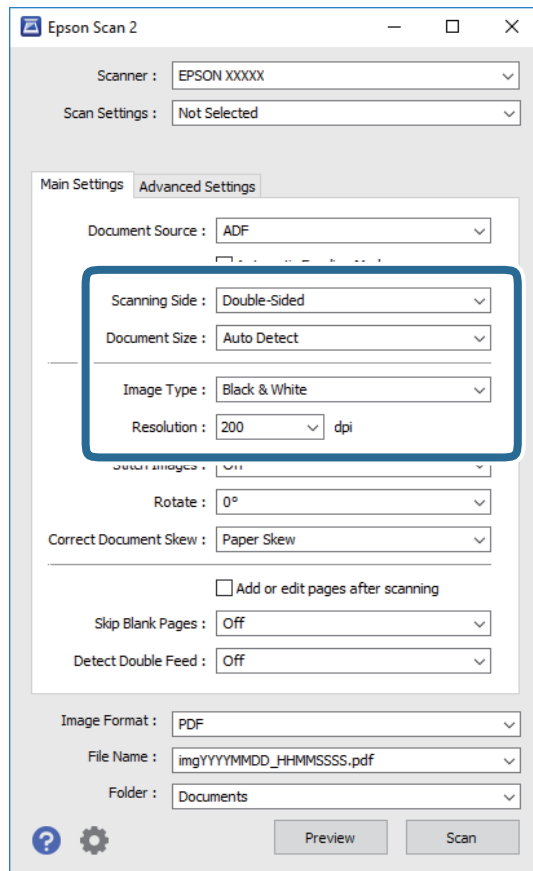 Epson Scan 2
Scanner : EPSON XXXXX
Scan Settings : Not Selected
Main Settings Advanced Settings
Document Source : ADF
Scanning Side : Double-Sided
Document Size : Auto Detect
Image Type : Black & White
Resolution : 200 dpi
Stitch Images : Off
Rotate : 0°
Correct Document Skew : Paper Skew
Add or edit pages after scanning
Skip Blank Pages : Off
Detect Double Feed : Off
Image Format : PDF
File Name : imgYYYYMMDD_HHMMSSSS.pdf
Folder : Documents
? Preview Scan